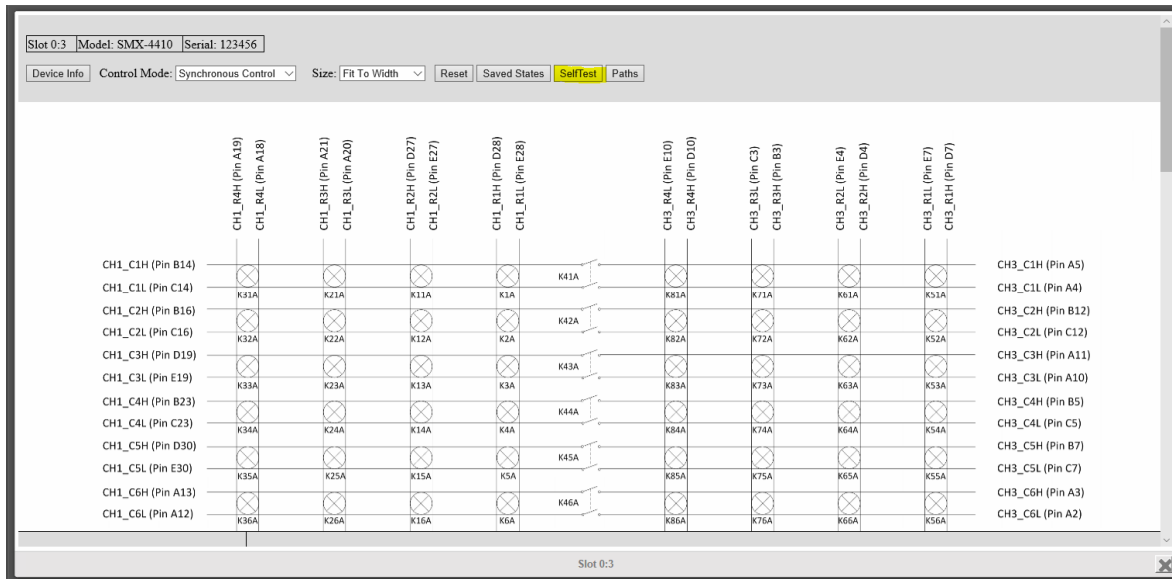 Slot 0:3 Model: SMX-4410 Serial: 123456
Device Info Control Mode: Synchronous Control Size: Fit To Width Reset Saved States SelfTest Paths
CH1_R4H (Pin A19)
CH1_R4L (Pin A18)
CH1_R3H (Pin A21)
CH1_R3L (Pin A20)
CH1_R2H (Pin D27)
CH1_R2L (Pin E27)
CH1_R1H (Pin D28)
CH1_R1L (Pin E28)
CH3_R4L (Pin E10)
CH3_R4H (Pin D10)
CH3_R3L (Pin C3)
CH3_R3H (Pin B3)
CH3_R2L (Pin E4)
CH3_R2H (Pin D4)
CH3_R1L (Pin E7)
CH3_R1H (Pin D7)
CH1_C1H (Pin B14) K41A CH3_C1H (Pin A5)
CH1_C1L (Pin C14) CH3_C1L (Pin A4)
K31A K21A K11A K1A K81A K71A K61A K51A
CH1_C2H (Pin B16) K42A CH3_C2H (Pin B12)
CH1_C2L (Pin C16) CH3_C2L (Pin C12)
K32A K22A K12A K2A K82A K72A K62A K52A
CH1_C3H (Pin D19) K43A CH3_C3H (Pin A11)
CH1_C3L (Pin E19) CH3_C3L (Pin A10)
K33A K23A K13A K3A K83A K73A K63A K53A
CH1_C4H (Pin B23) K44A CH3_C4H (Pin B5)
CH1_C4L (Pin C23) CH3_C4L (Pin C5)
K34A K24A K14A K4A K84A K74A K64A K54A
CH1_C5H (Pin D30) K45A CH3_C5H (Pin B7)
CH1_C5L (Pin E30) CH3_C5L (Pin C7)
K35A K25A K15A K5A K85A K75A K65A K55A
CH1_C6H (Pin A13) K46A CH3_C6H (Pin A3)
CH1_C6L (Pin A12) CH3_C6L (Pin A2)
K36A K26A K16A K6A K86A K76A K66A K56A
Slot 0:3